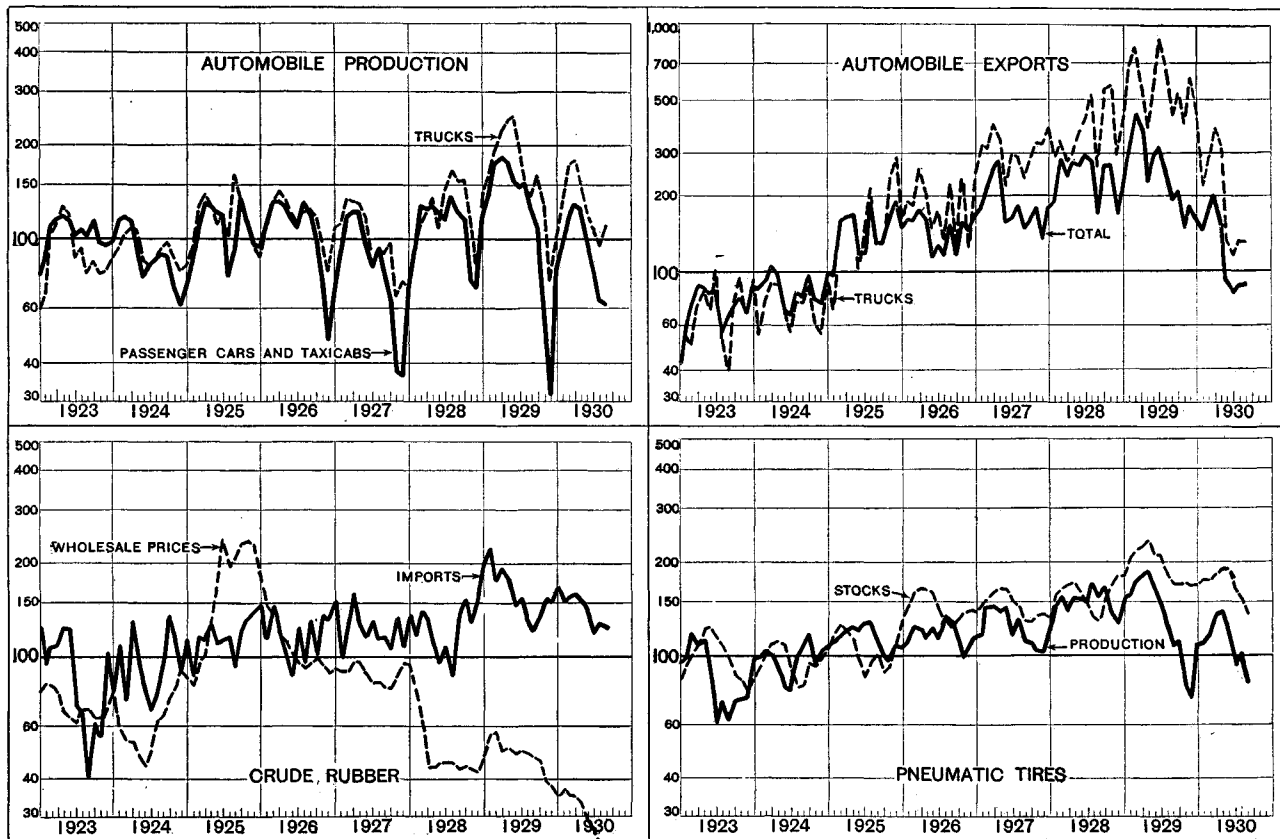 500
400
300
200
150
100
60
40
30
AUTOMOBILE PRODUCTION
TRUCKS
PASSENGER CARS AND TAXICABS
1923 1924 1925 1926 1927 1928 1929 1930
1,000
700
500
300
200
100
80
60
40
30
AUTOMOBILE EXPORTS
TOTAL
TRUCKS
1923 1924 1925 1926 1927 1928 1929 1930
500
400
300
200
150
100
60
40
30
WHOLESALE PRICES
IMPORTS
CRUDE RUBBER
1923 1924 1925 1926 1927 1928 1929 1930
500
400
300
200
150
100
60
40
30
STOCKS
PRODUCTION
PNEUMATIC TIRES
1923 1924 1925 1926 1927 1928 1929 1930